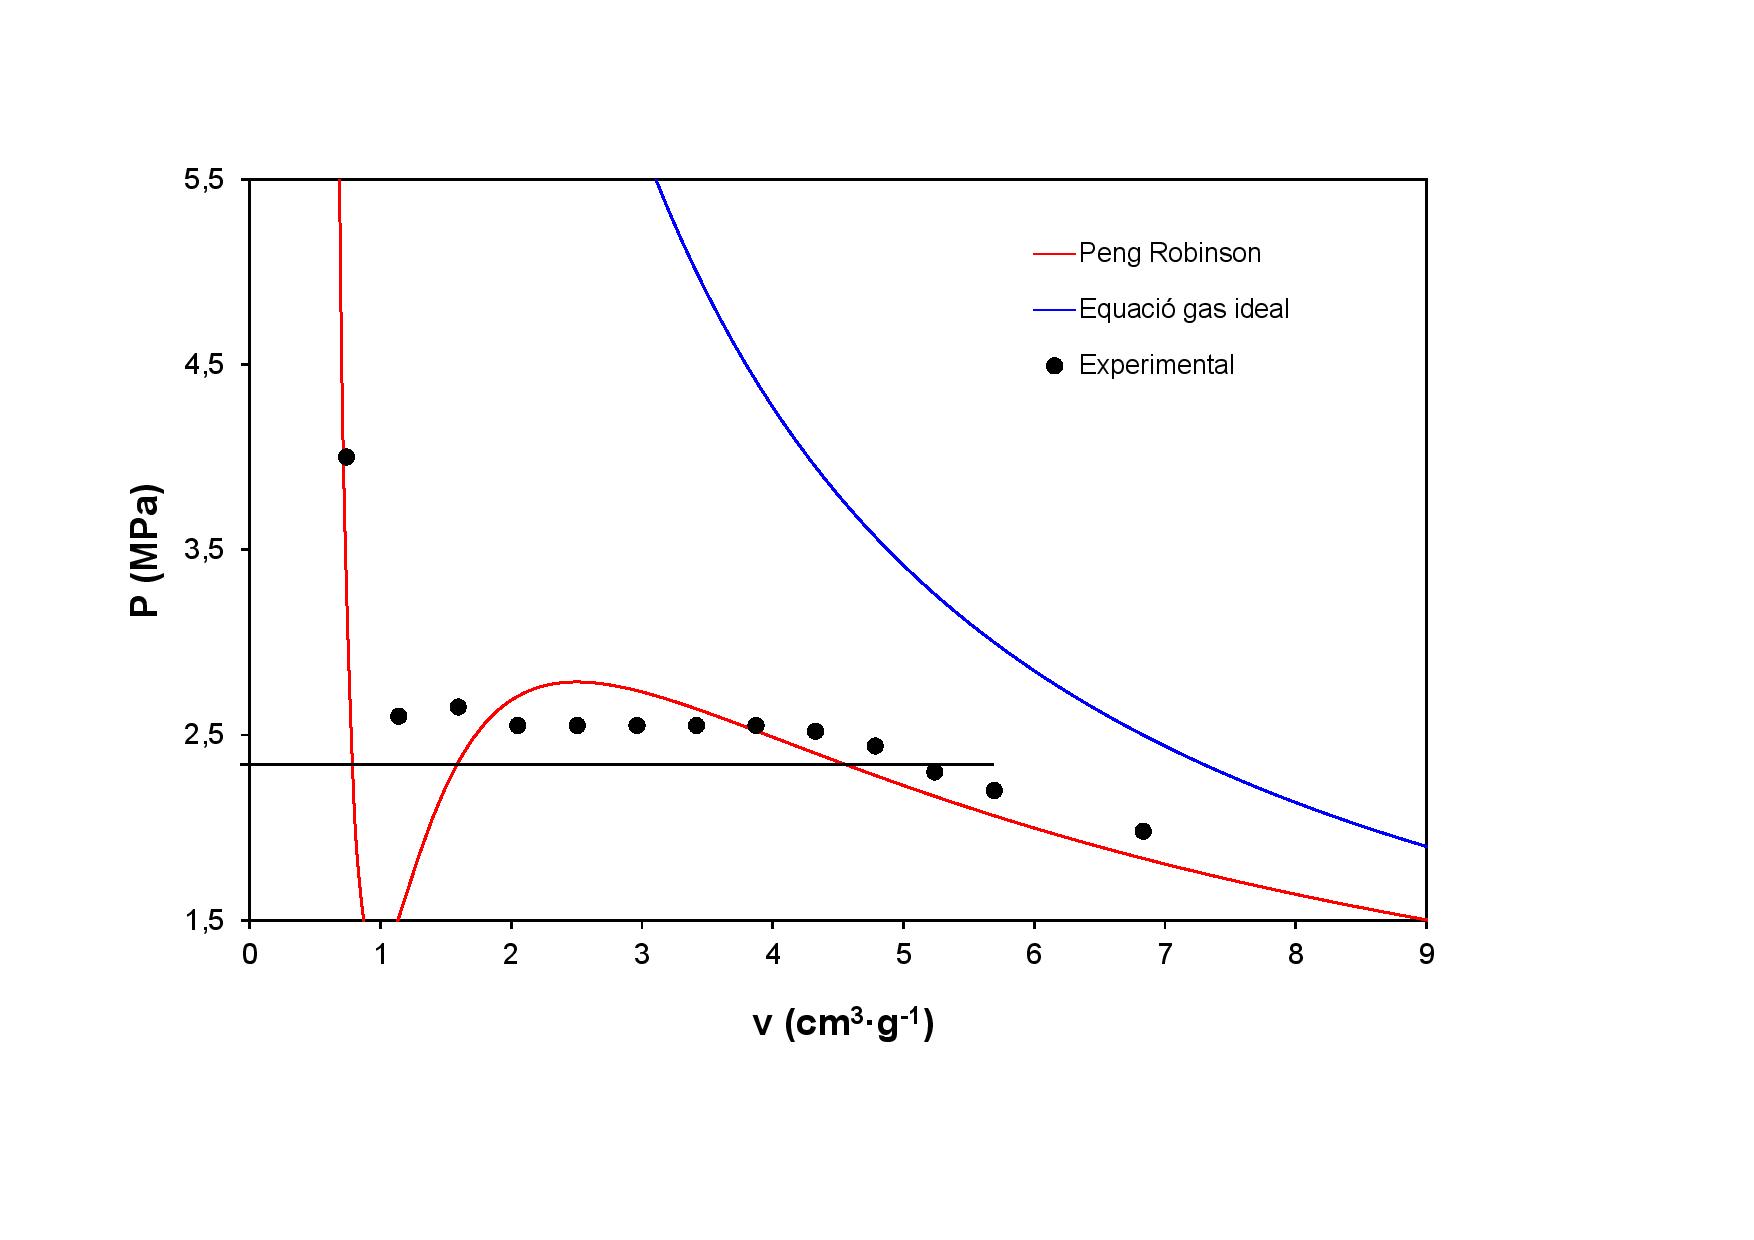 5,5
4,5
3,5
2,5
1,5
P (MPa)
Peng Robinson
Equació gas ideal
Experimental
0 1 2 3 4 5 6 7 8 9
v (cm³·g⁻¹)